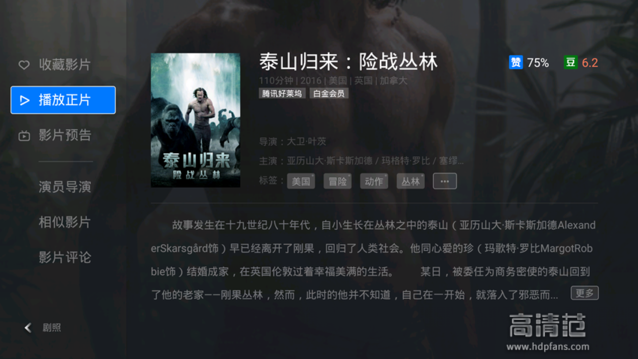 收藏影片
播放正片
影片预告
演员导演
相似影片
影片评论
剧照
泰山归来
险战丛林
泰山归来：险战丛林
赞 75%
豆 6.2
110分钟 | 2016 | 美国 | 英国 | 加拿大
腾讯好莱坞 白金会员
导演：大卫·叶茨
主演：亚历山大·斯卡斯加德 / 玛格特·罗比 / 塞缪...
标签： 美国 冒险 动作 丛林 ...
故事发生在十九世纪八十年代，自小生长在丛林之中的泰山（亚历山大·斯卡斯加德Alexan
derSkarsgård饰）早已经离开了刚果，回归了人类社会。他同心爱的珍（玛歌特·罗比MargotRob
bie饰）结婚成家，在英国伦敦过着幸福美满的生活。 某日，被委任为商务密使的泰山回到
了他的老家——刚果丛林，然而，此时的他并不知道，自己在一开始，就落入了邪恶而... 更多
高清范
www.hdpfans.com